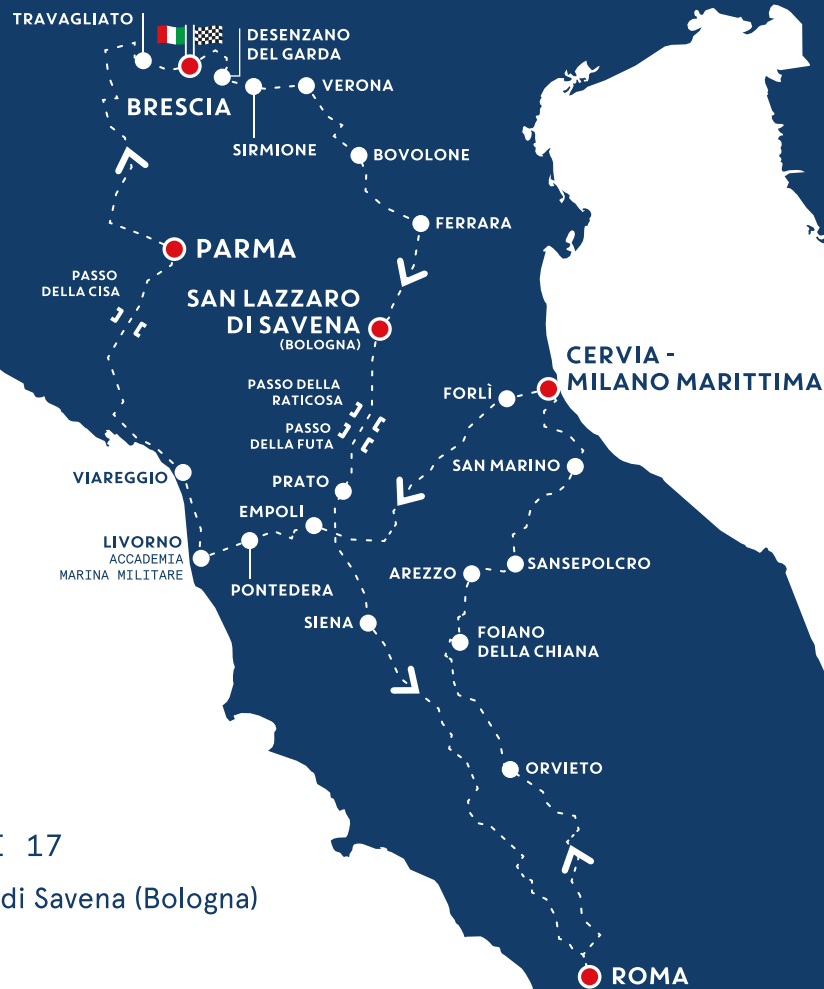 TRAVAGLIATO
DESENZANO
DEL GARDA
BRESCIA
VERONA
SIRMIONE
BOVOLONE
FERRARA
PARMA
PASSO
DELLA CISA
SAN LAZZARO
DI SAVENA
(BOLOGNA)
CERVIA -
MILANO MARITTIMA
PASSO DELLA
RATICOSA
FORLÌ
PASSO
DELLA FUTA
SAN MARINO
VIAREGGIO
PRATO
EMPOLI
LIVORNO
ACCADEMIA
MARINA MILITARE
PONTEDERA
AREZZO
SANSEPOLCRO
SIENA
FOIANO
DELLA CHIANA
ORVIETO
17
di Savena (Bologna)
ROMA